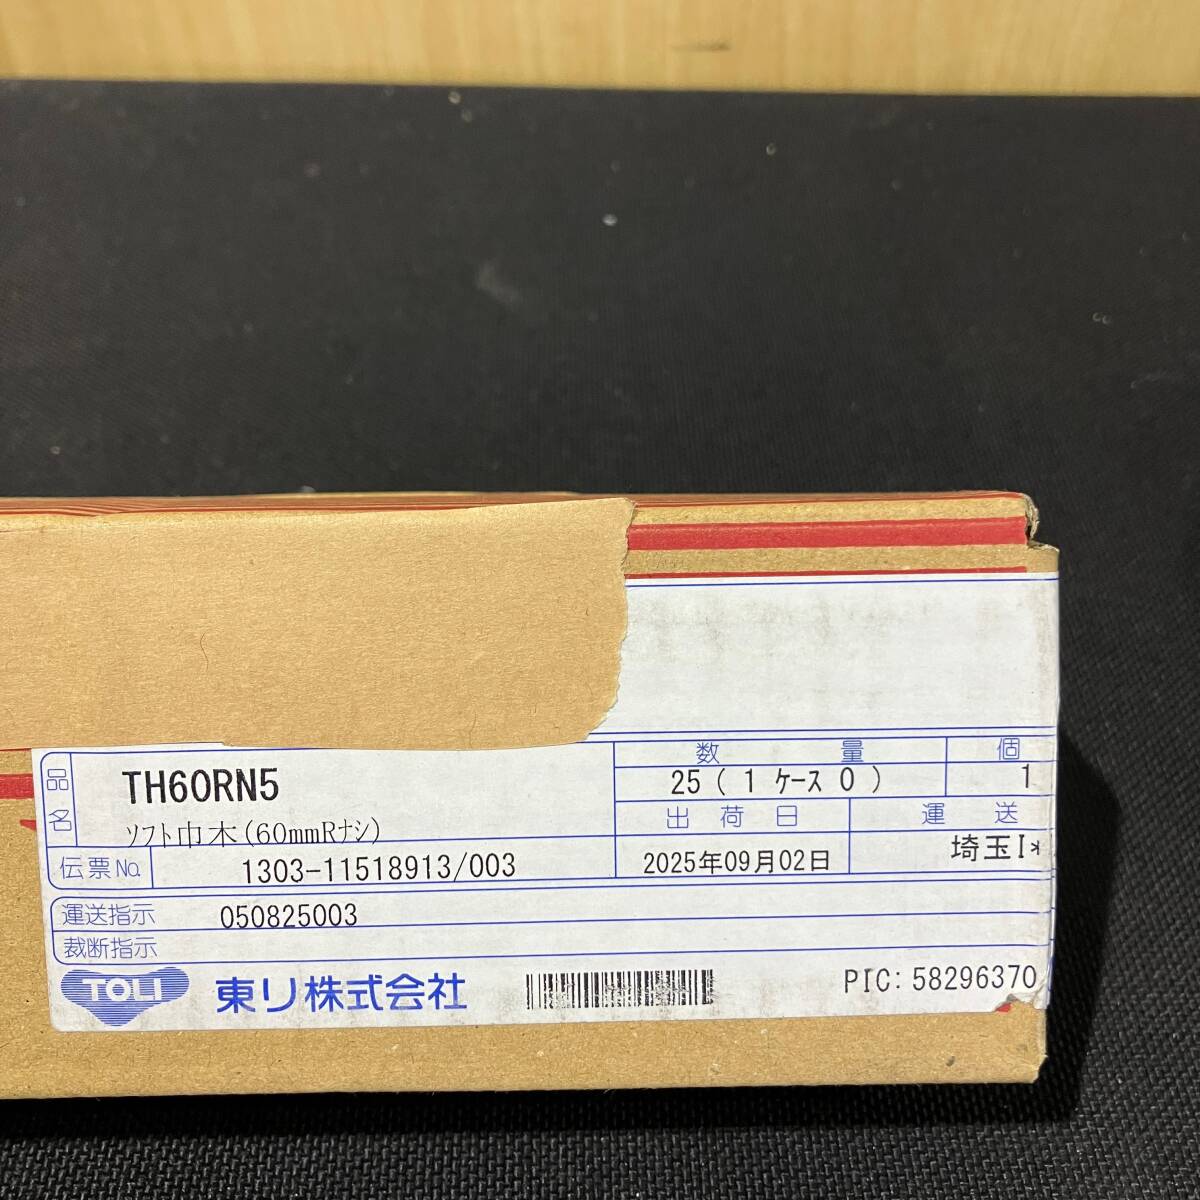 品名
TH60RN5
ソフト巾木(60mmRナシ)
数量
個
25(1 ケース 0)
1
出荷日
運送
2025年09月02日
埼玉I*
伝票No.
1303-11518913/003
運送指示
050825003
裁断指示
TOLI
東リ株式会社
PIC: 58296370